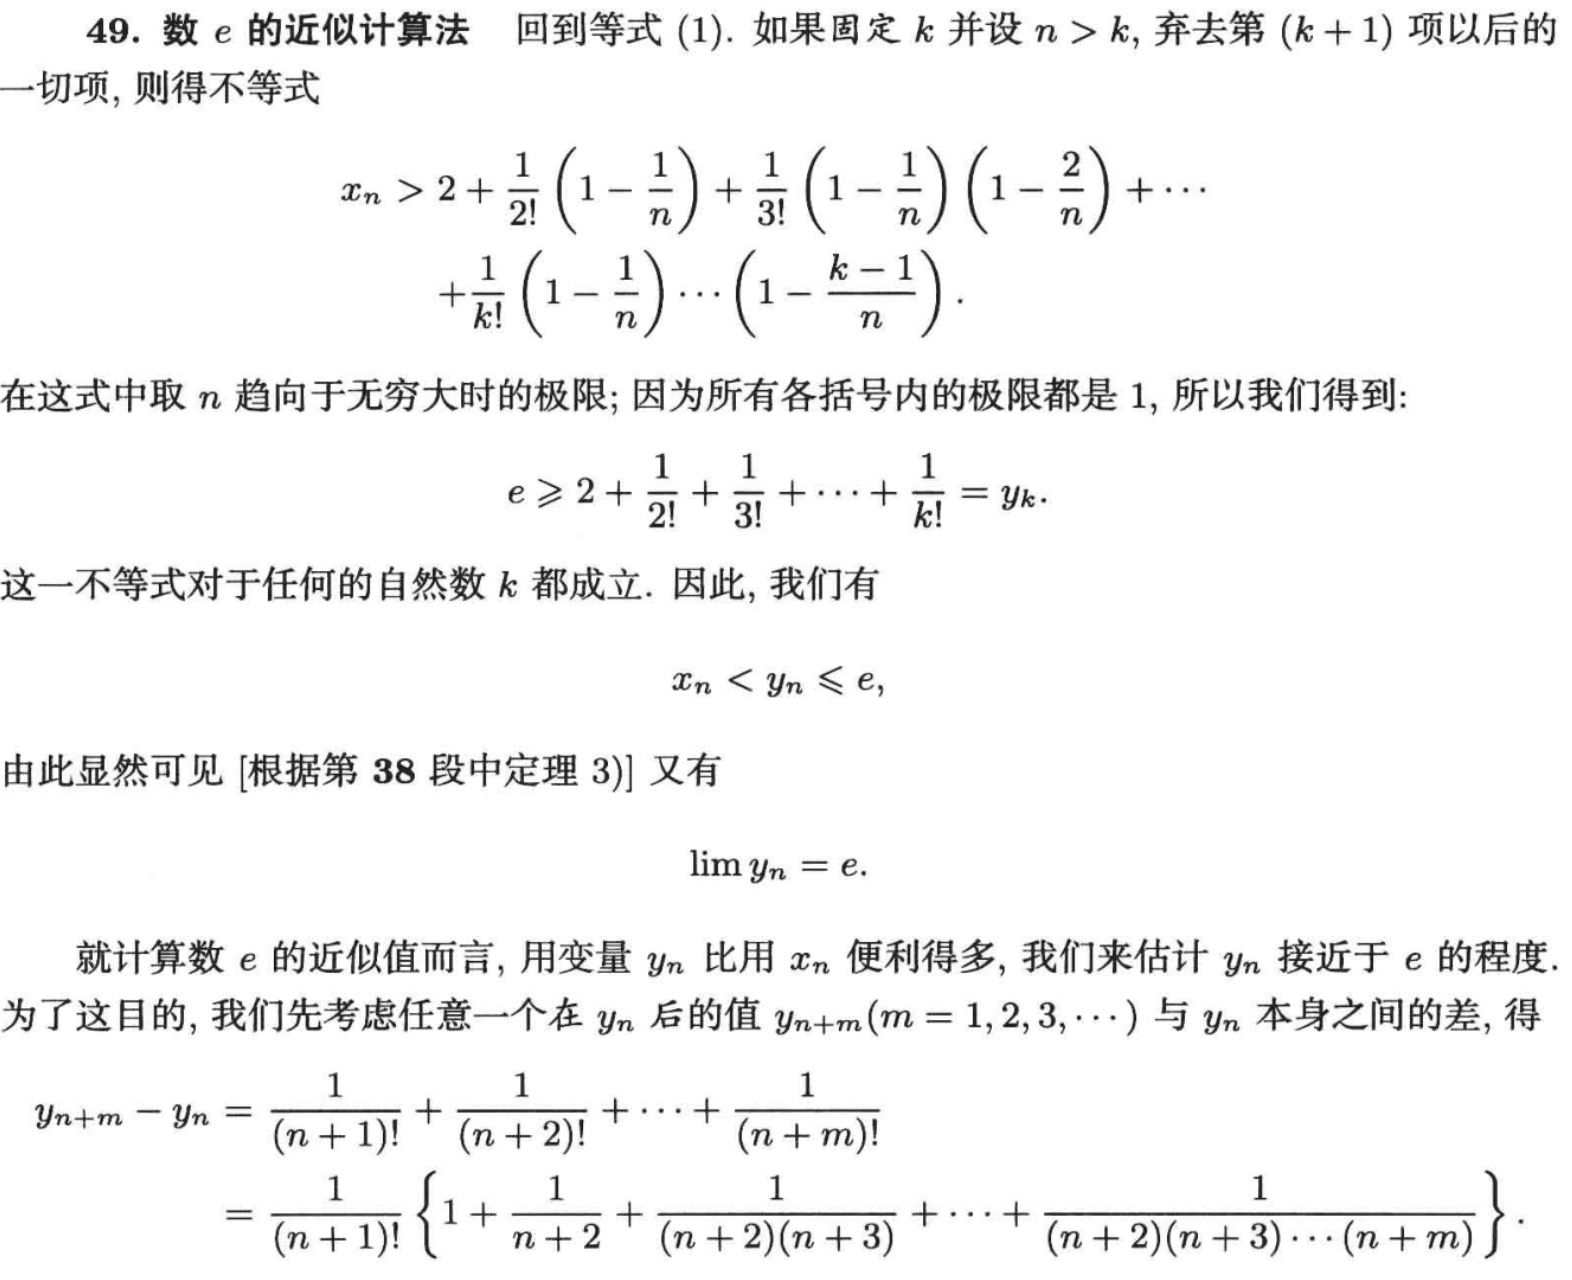 49. 数 e 的近似计算法 回到等式 (1). 如果固定 k 并设 n > k, 弃去第 (k + 1) 项以后的
一切项, 则得不等式
x_n > 2 + \frac{1}{2!}\left(1 - \frac{1}{n}\right) + \frac{1}{3!}\left(1 - \frac{1}{n}\right)\left(1 - \frac{2}{n}\right) + \cdots
+ \frac{1}{k!}\left(1 - \frac{1}{n}\right)\cdots\left(1 - \frac{k-1}{n}\right).
在这式中取 n 趋向于无穷大时的极限; 因为所有各括号内的极限都是 1, 所以我们得到:
e \geqslant 2 + \frac{1}{2!} + \frac{1}{3!} + \cdots + \frac{1}{k!} = y_k.
这一不等式对于任何的自然数 k 都成立. 因此, 我们有
x_n < y_n \leqslant e,
由此显然可见 [根据第 38 段中定理 3)] 又有
\lim y_n = e.
就计算数 e 的近似值而言, 用变量 y_n 比用 x_n 便利得多, 我们来估计 y_n 接近于 e 的程度.
为了这目的, 我们先考虑任意一个在 y_n 后的值 y_{n+m}(m = 1, 2, 3, \cdots) 与 y_n 本身之间的差, 得
y_{n+m} - y_n = \frac{1}{(n+1)!} + \frac{1}{(n+2)!} + \cdots + \frac{1}{(n+m)!}
= \frac{1}{(n+1)!}\left\{1 + \frac{1}{n+2} + \frac{1}{(n+2)(n+3)} + \cdots + \frac{1}{(n+2)(n+3)\cdots(n+m)}\right\}.